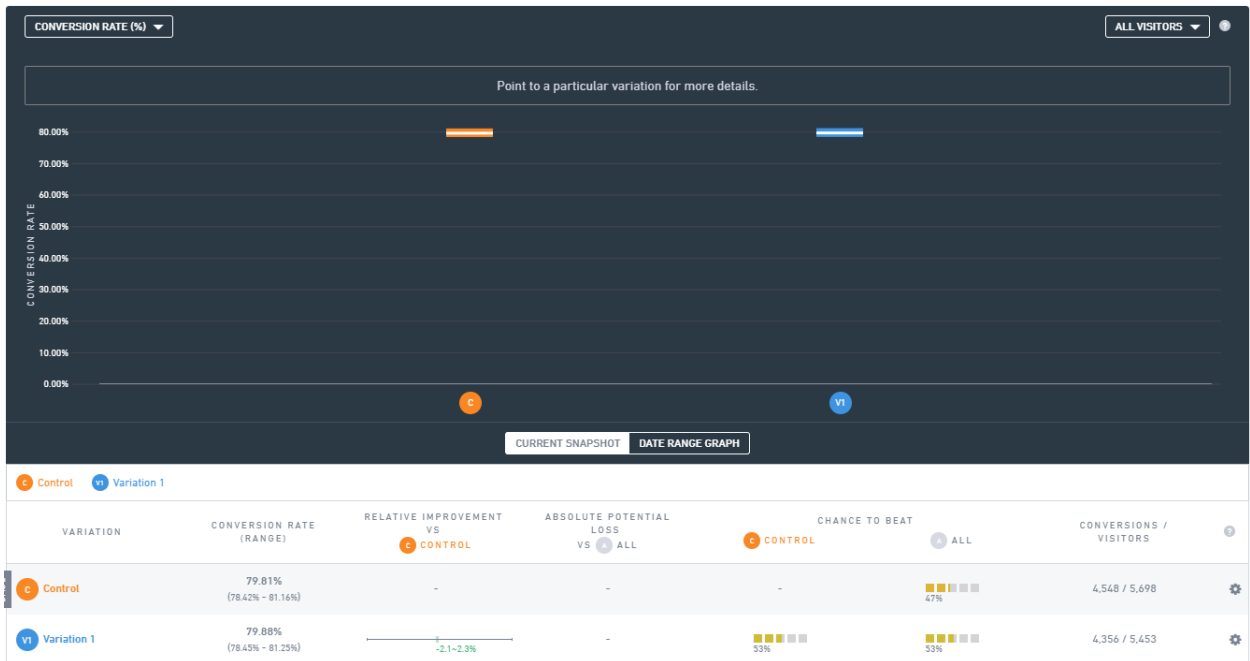 CONVERSION RATE (%)
ALL VISITORS
?
Point to a particular variation for more details.
80.00%
70.00%
60.00%
50.00%
40.00%
30.00%
20.00%
10.00%
0.00%
CONVERSION RATE
C
V1
CURRENT SNAPSHOT DATE RANGE GRAPH
C Control V1 Variation 1
VARIATION
CONVERSION RATE
(RANGE)
RELATIVE IMPROVEMENT
VS
C CONTROL
ABSOLUTE POTENTIAL
LOSS
VS A ALL
CHANCE TO BEAT
C CONTROL
A ALL
CONVERSIONS /
VISITORS
?
C Control
79.81%
(78.42% - 81.16%)
-
-
-
47%
4,548 / 5,698
V1 Variation 1
79.88%
(78.45% - 81.25%)
-2.1~2.3%
-
53%
53%
4,356 / 5,453